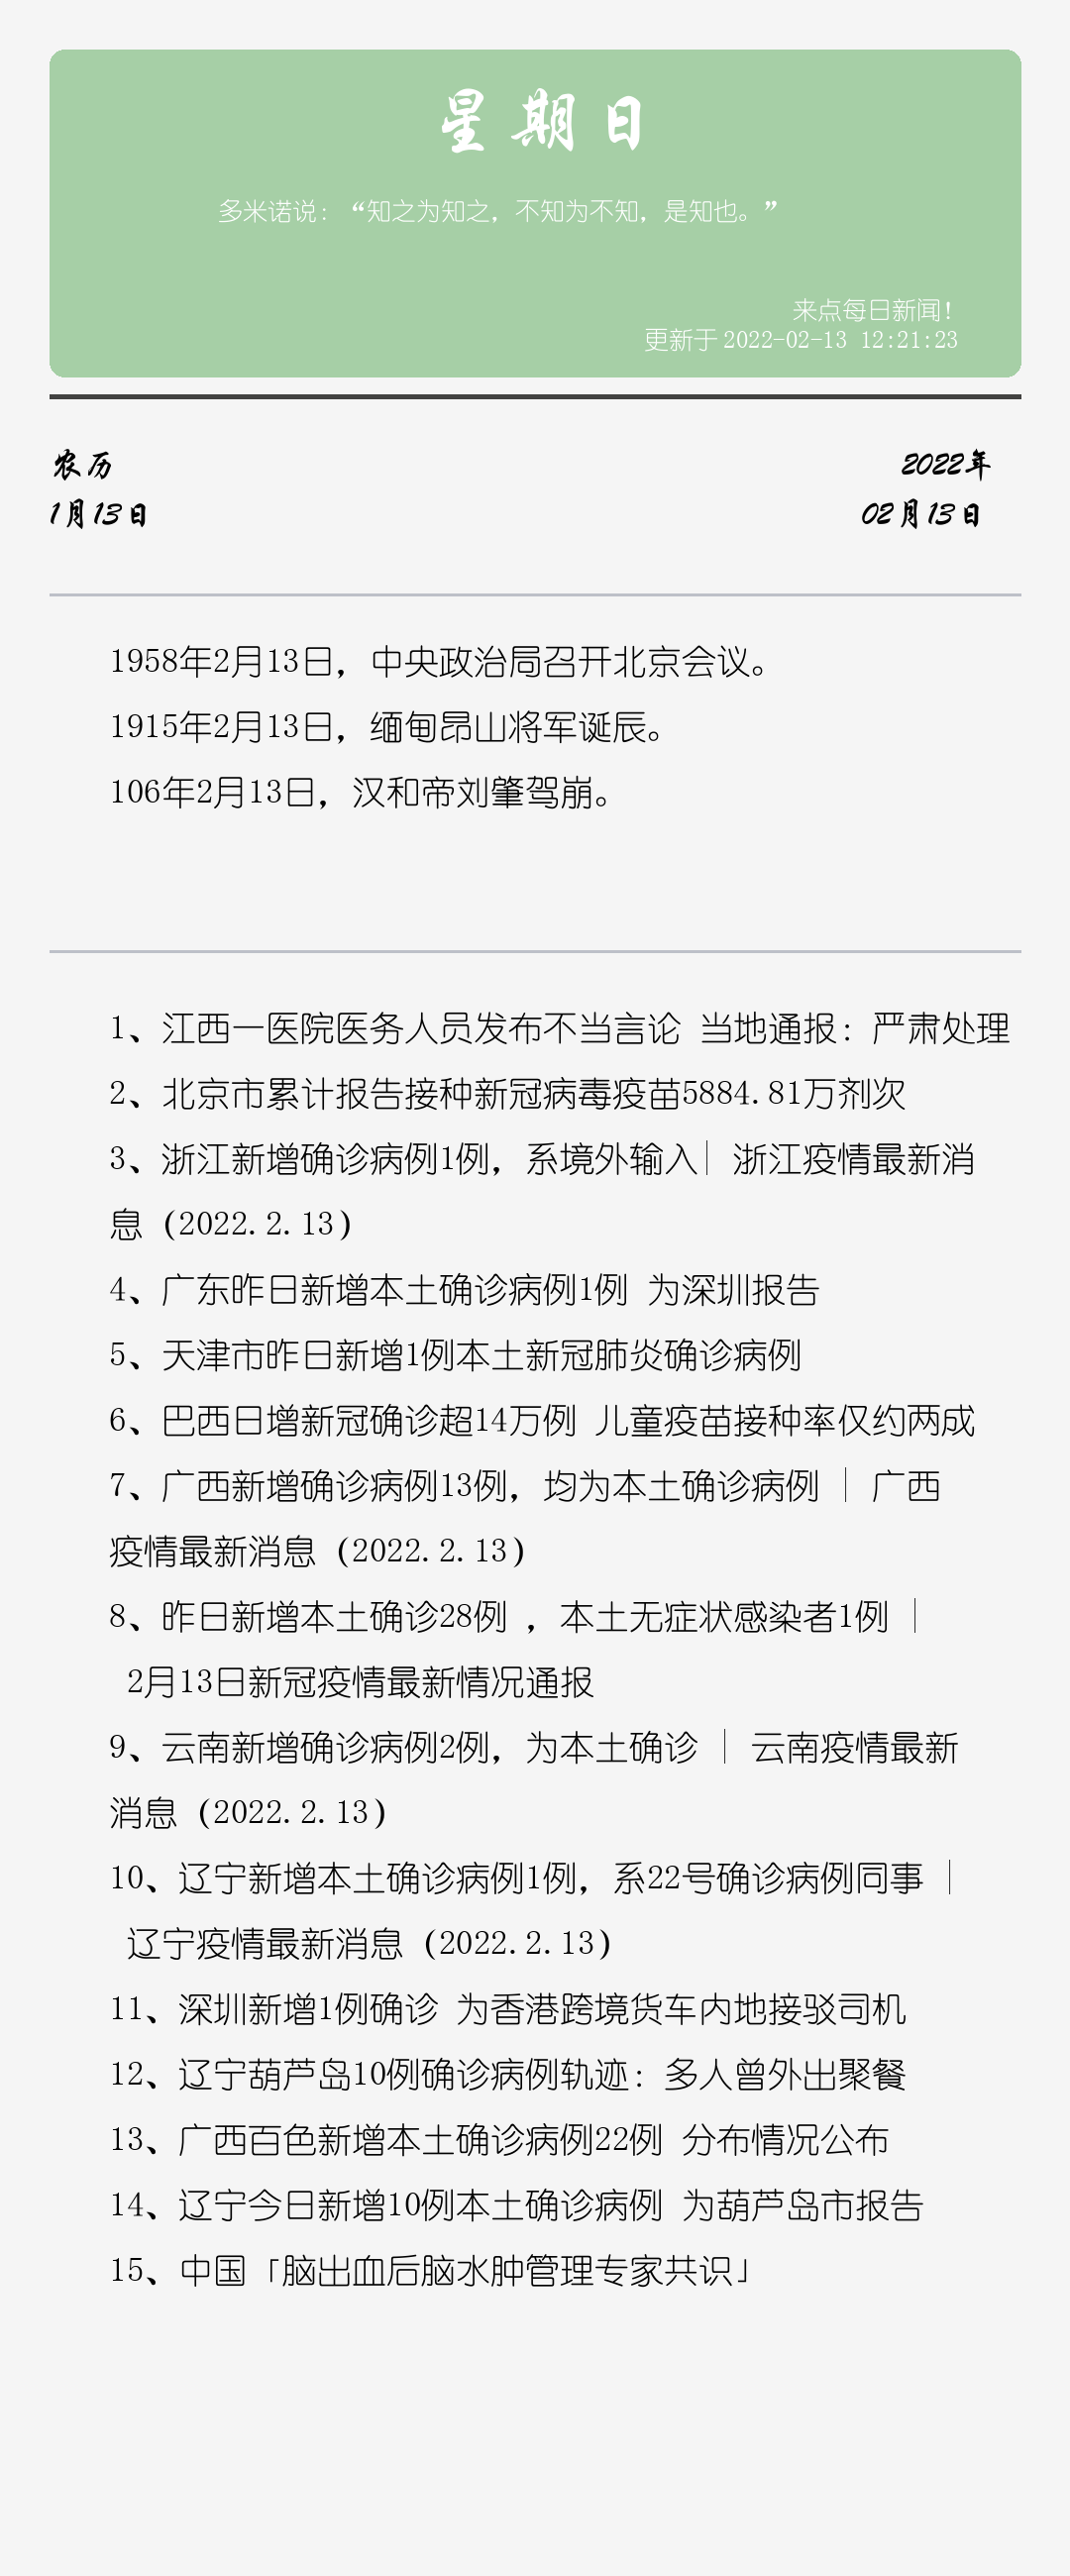 星期日
多米诺说：“知之为知之，不知为不知，是知也。”
来点每日新闻！
更新于 2022-02-13 12:21:23
农历
2022年
1月13日
02月13日
1958年2月13日，中央政治局召开北京会议。
1915年2月13日，缅甸昂山将军诞辰。
106年2月13日，汉和帝刘肇驾崩。
1、江西一医院医务人员发布不当言论 当地通报：严肃处理
2、北京市累计报告接种新冠病毒疫苗5884.81万剂次
3、浙江新增确诊病例1例，系境外输入| 浙江疫情最新消
息（2022.2.13）
4、广东昨日新增本土确诊病例1例 为深圳报告
5、天津市昨日新增1例本土新冠肺炎确诊病例
6、巴西日增新冠确诊超14万例 儿童疫苗接种率仅约两成
7、广西新增确诊病例13例，均为本土确诊病例 | 广西
疫情最新消息（2022.2.13）
8、昨日新增本土确诊28例 ，本土无症状感染者1例 |
2月13日新冠疫情最新情况通报
9、云南新增确诊病例2例，为本土确诊 | 云南疫情最新
消息（2022.2.13）
10、辽宁新增本土确诊病例1例，系22号确诊病例同事 |
辽宁疫情最新消息（2022.2.13）
11、深圳新增1例确诊 为香港跨境货车内地接驳司机
12、辽宁葫芦岛10例确诊病例轨迹：多人曾外出聚餐
13、广西百色新增本土确诊病例22例 分布情况公布
14、辽宁今日新增10例本土确诊病例 为葫芦岛市报告
15、中国「脑出血后脑水肿管理专家共识」